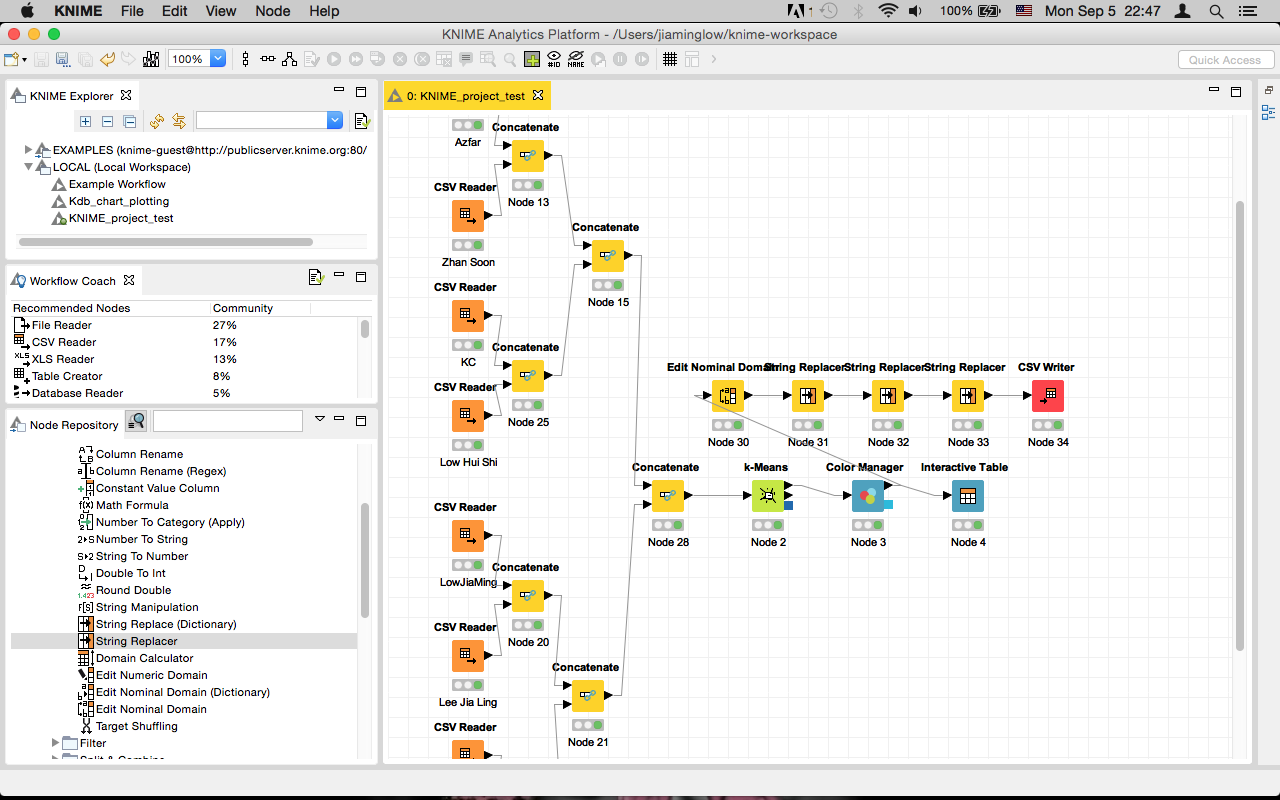 KNIME File Edit View Node Help 100% Mon Sep 5 22:47
KNIME Analytics Platform - /Users/jiaminglow/knime-workspace
100% Quick Access
KNIME Explorer
EXAMPLES (knime-guest@http://publicserver.knime.org:80/
LOCAL (Local Workspace)
Example Workflow
Kdb_chart_plotting
KNIME_project_test
Workflow Coach
Recommended Nodes Community
File Reader 27%
CSV Reader 17%
XLS Reader 13%
Table Creator 8%
Database Reader 5%
Node Repository
Column Rename
Column Rename (Regex)
Constant Value Column
Math Formula
Number To Category (Apply)
Number To String
String To Number
Double To Int
Round Double
String Manipulation
String Replace (Dictionary)
String Replacer
Domain Calculator
Edit Numeric Domain
Edit Nominal Domain (Dictionary)
Edit Nominal Domain
Target Shuffling
Filter
Split & Combine
0: KNIME_project_test
Concatenate
Azfar
CSV Reader
Node 13
Concatenate
Zhan Soon
CSV Reader
Node 15
Concatenate
KC
Edit Nominal Domain String Replacer String Replacer String Replacer CSV Writer
CSV Reader
Node 25
Node 30 Node 31 Node 32 Node 33 Node 34
Low Hui Shi
Concatenate k-Means Color Manager Interactive Table
CSV Reader
Node 28 Node 2 Node 3 Node 4
Concatenate
LowJiaMing
CSV Reader
Node 20
Concatenate
Lee Jia Ling
CSV Reader
Node 21